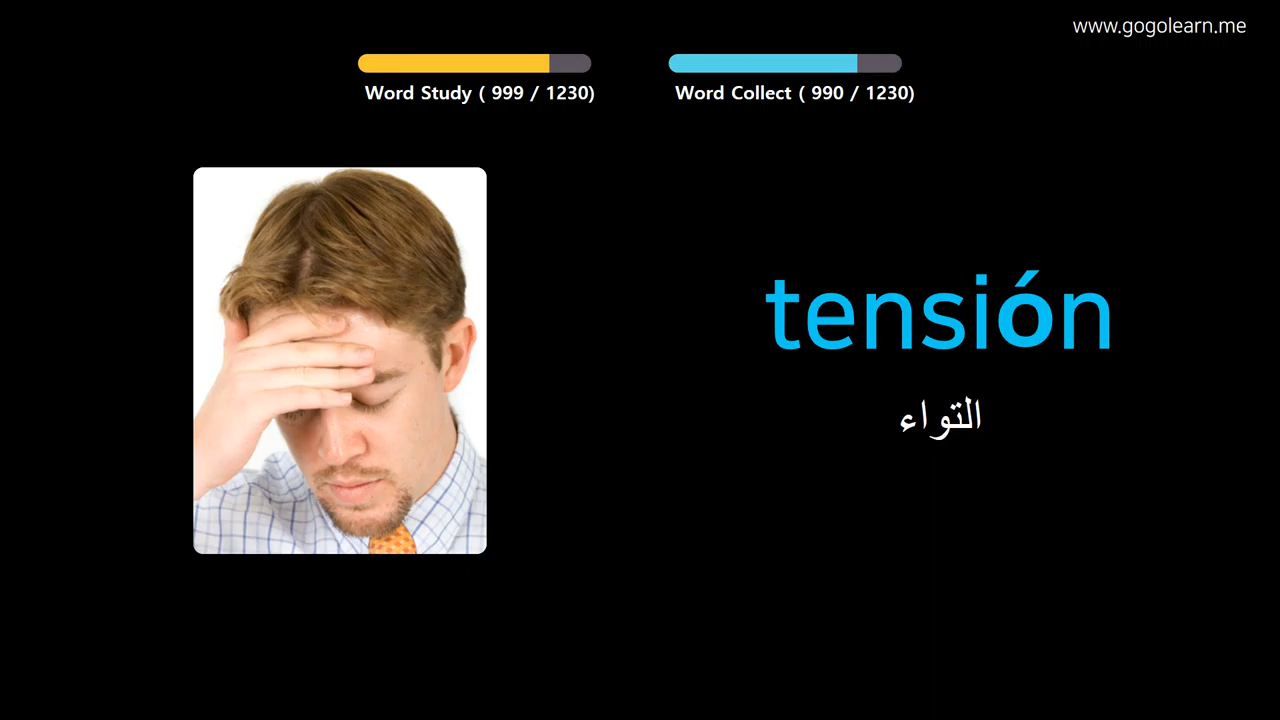 www.gogolearn.me
Word Study ( 999 / 1230)
Word Collect ( 990 / 1230)
tensión
التواء